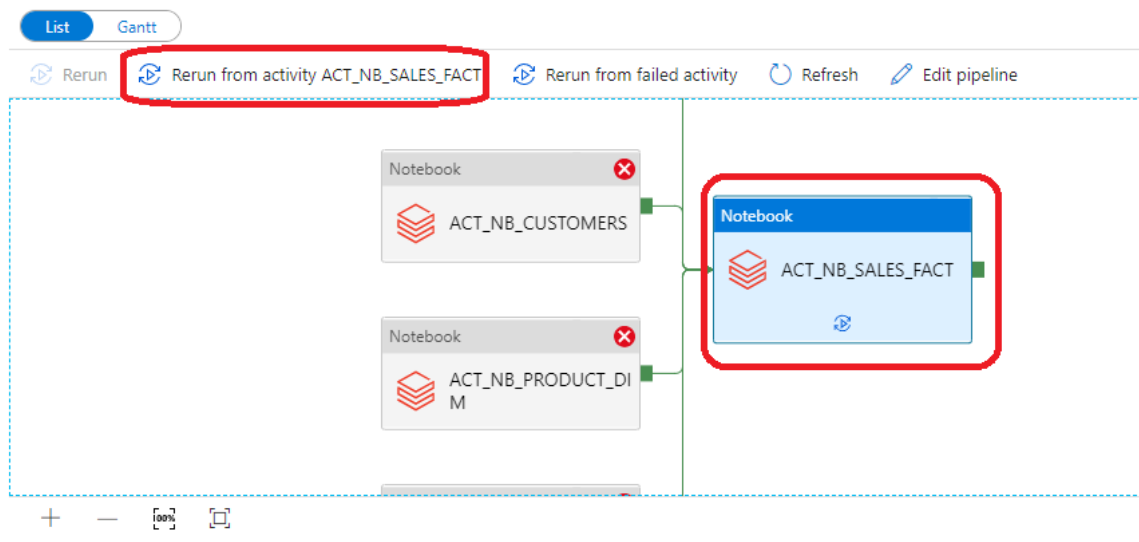 List Gantt
Rerun Rerun from activity ACT_NB_SALES_FACT Rerun from failed activity Refresh Edit pipeline
Notebook
ACT_NB_CUSTOMERS
Notebook
ACT_NB_SALES_FACT
Notebook
ACT_NB_PRODUCT_DI
M
100%